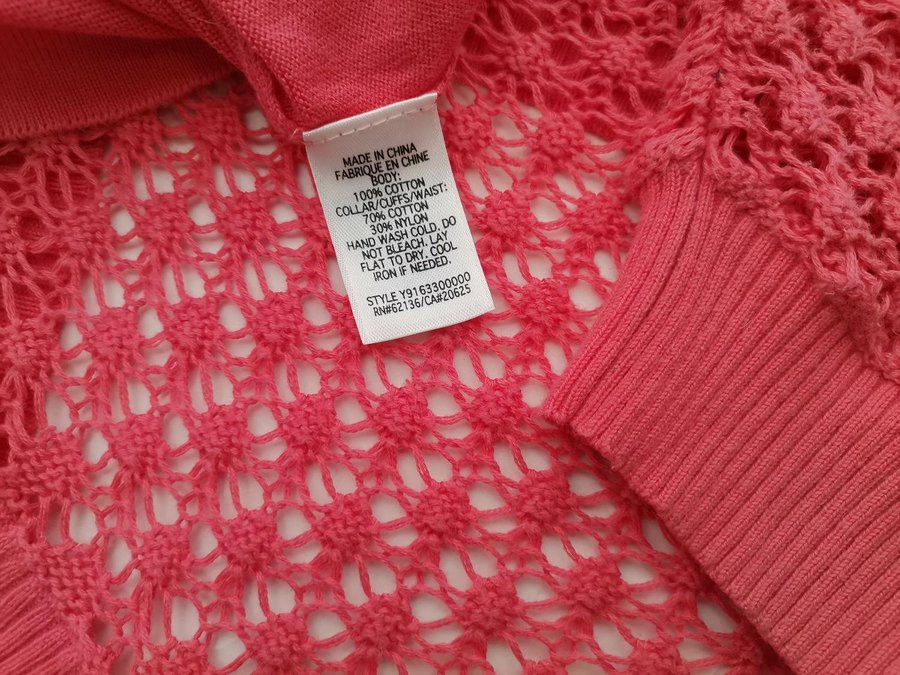 MADE IN CHINA
FABRIQUE EN CHINE
BODY:
100% COTTON
COLLAR/CUFFS/WAIST:
70% COTTON
30% NYLON
HAND WASH COLD. DO
NOT BLEACH. LAY
FLAT TO DRY. COOL
IRON IF NEEDED.
STYLE Y9163300000
RN#62136/CA#20625